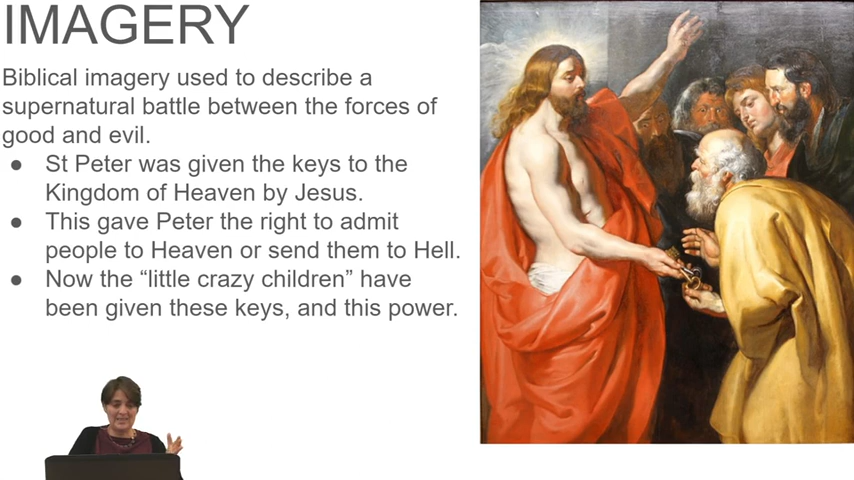 IMAGERY
Biblical imagery used to describe a
supernatural battle between the forces of
good and evil.
● St Peter was given the keys to the
Kingdom of Heaven by Jesus.
● This gave Peter the right to admit
people to Heaven or send them to Hell.
● Now the “little crazy children” have
been given these keys, and this power.